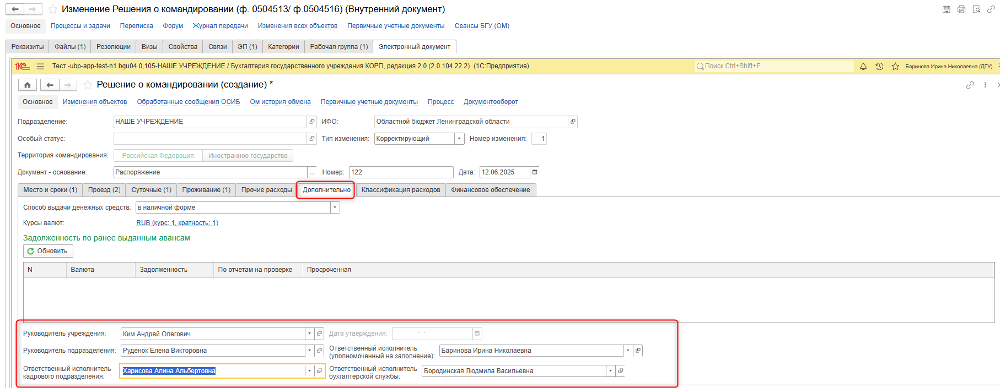 Изменение Решения о командировании (ф. 0504513/ ф.0504516) (Внутренний документ)
Основное Процессы и задачи Переписка Форум Журнал передачи Изменения всех объектов Первичные учетные документы Сеансы БГУ (ОМ)
Реквизиты Файлы (1) Резолюции Визы Свойства Связи ЭП (1) Категории Рабочая группа (1) Электронный документ
1С Тест -ubp-app-test-n1 bgu04 0,105-НАШЕ УЧРЕЖДЕНИЕ / Бухгалтерия государственного учреждения КОРП, редакция 2.0 (2.0.104.22.2) (1С:Предприятие) Поиск Ctrl+Shift+F Баринова Ирина Николаевна (ДГУ)
Решение о командировании (создание) *
Основное Изменения объектов Обработанные сообщения ОСИБ Ом история обмена Первичные учетные документы Процесс Документооборот
Подразделение: НАШЕ УЧРЕЖДЕНИЕ ИФО: Областной бюджет Ленинградской области
Особый статус: Тип изменения: Корректирующий Номер изменения: 1
Территория командирования: Российская Федерация Иностранное государство
Документ - основание: Распоряжение ... Номер: 122 Дата: 12.06.2025
Место и сроки (1) Проезд (2) Суточные (1) Проживание (1) Прочие расходы Дополнительно Классификация расходов Финансовое обеспечение
Способ выдачи денежных средств: в наличной форме
Курсы валют: RUB (курс: 1, кратность: 1)
Задолженность по ранее выданным авансам
Обновить
N Валюта Задолженность По отчетам на проверке Просроченная
Руководитель учреждения: Ким Андрей Олегович Дата утверждения: . . : :
Руководитель подразделения: Руденок Елена Викторовна Ответственный исполнитель (уполномоченный на заполнение): Баринова Ирина Николаевна
Ответственный исполнитель кадрового подразделения: Харисова Алина Альбертовна Ответственный исполнитель бухгалтерской службы: Бородинская Людмила Васильевна